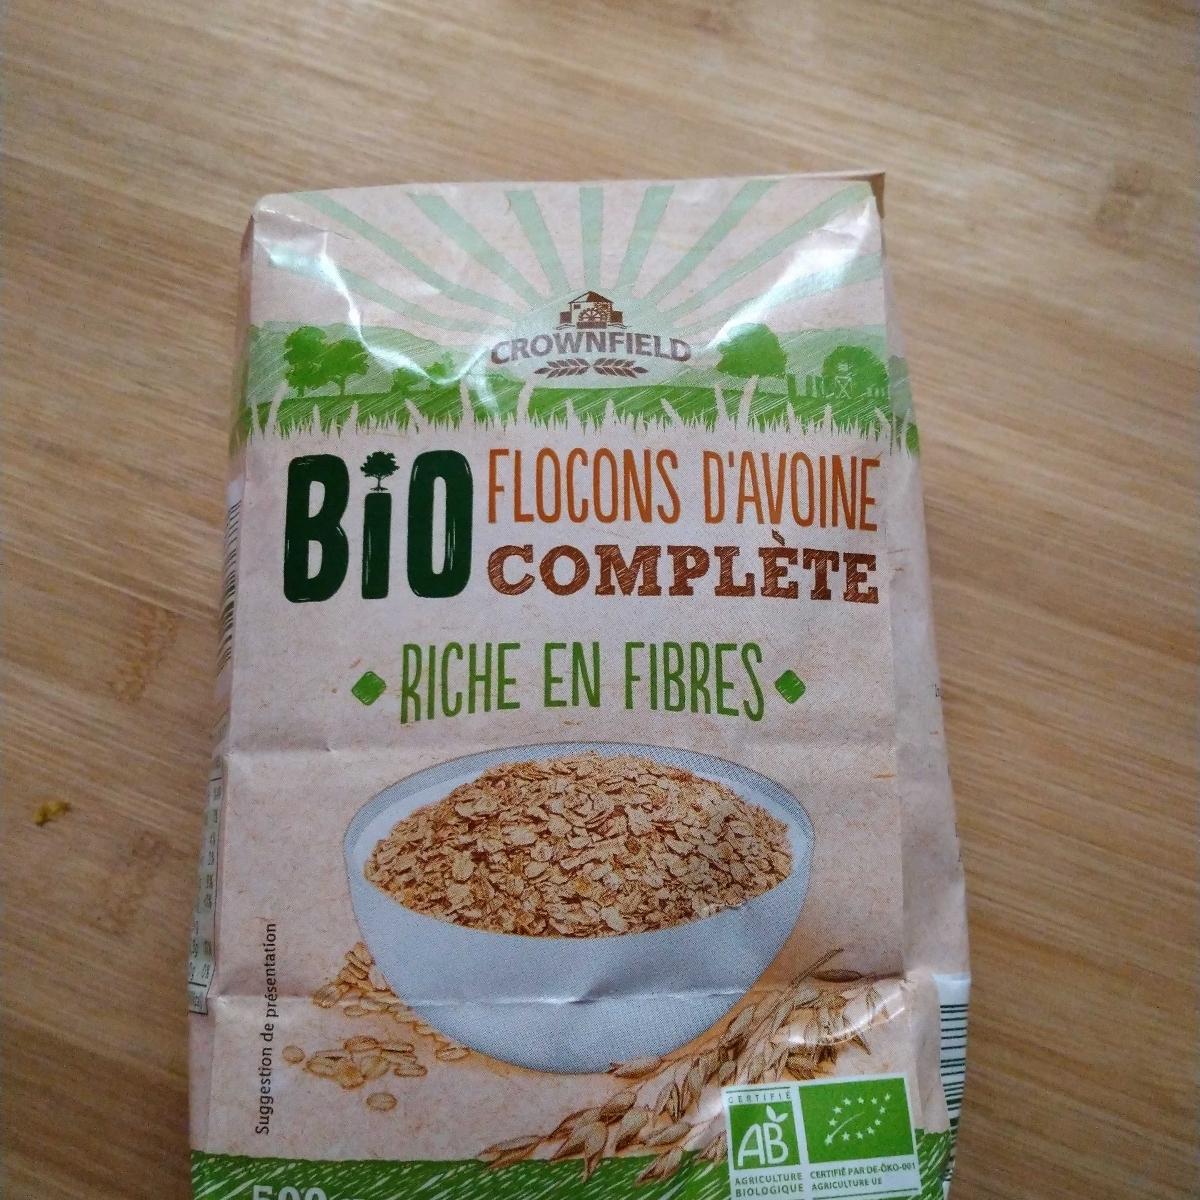 CROWNFIELD
BiO FLOCONS D'AVOINE
COMPLÈTE
RICHE EN FIBRES
Suggestion de présentation
CERTIFIÉ
AB
AGRICULTURE
BIOLOGIQUE
CERTIFIÉ PAR DE-ÖKO-001
AGRICULTURE UE